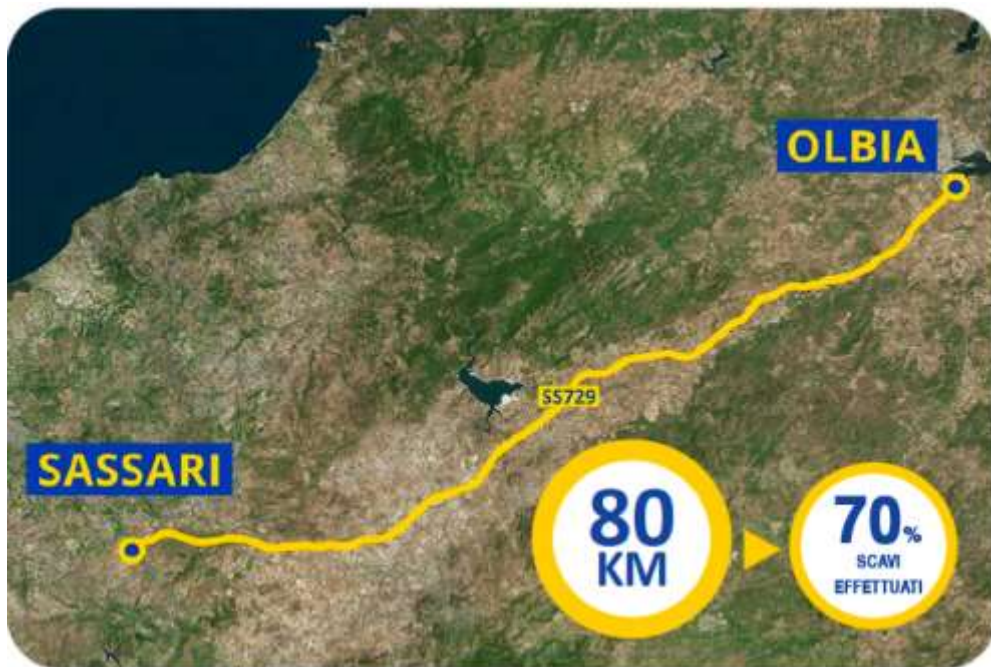 OLBIA
SS729
SASSARI
80
KM
70%
SCAVI
EFFETTUATI